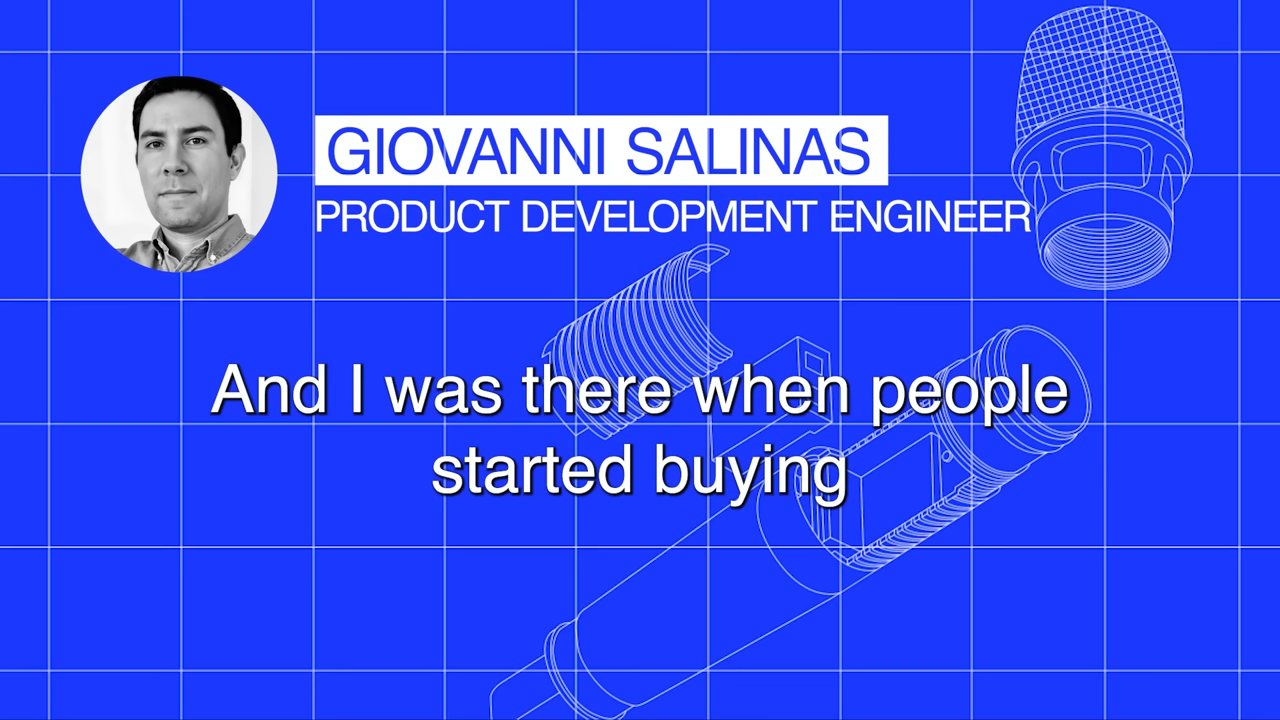 GIOVANNI SALINAS
PRODUCT DEVELOPMENT ENGINEER
And I was there when people
started buying